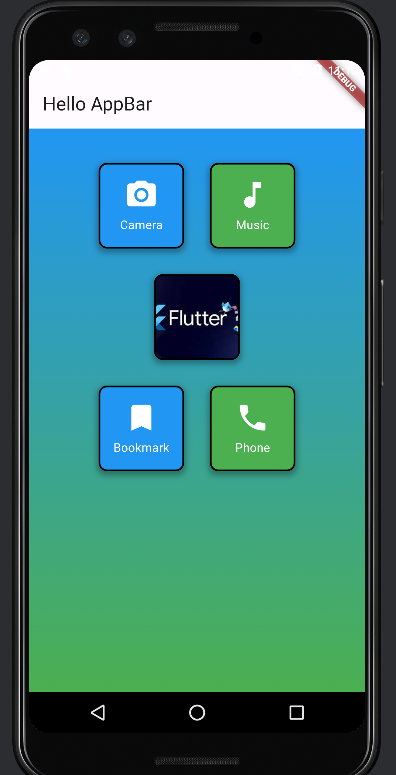 DEBUG
Hello AppBar
Camera
Music
Flutter
Bookmark
Phone